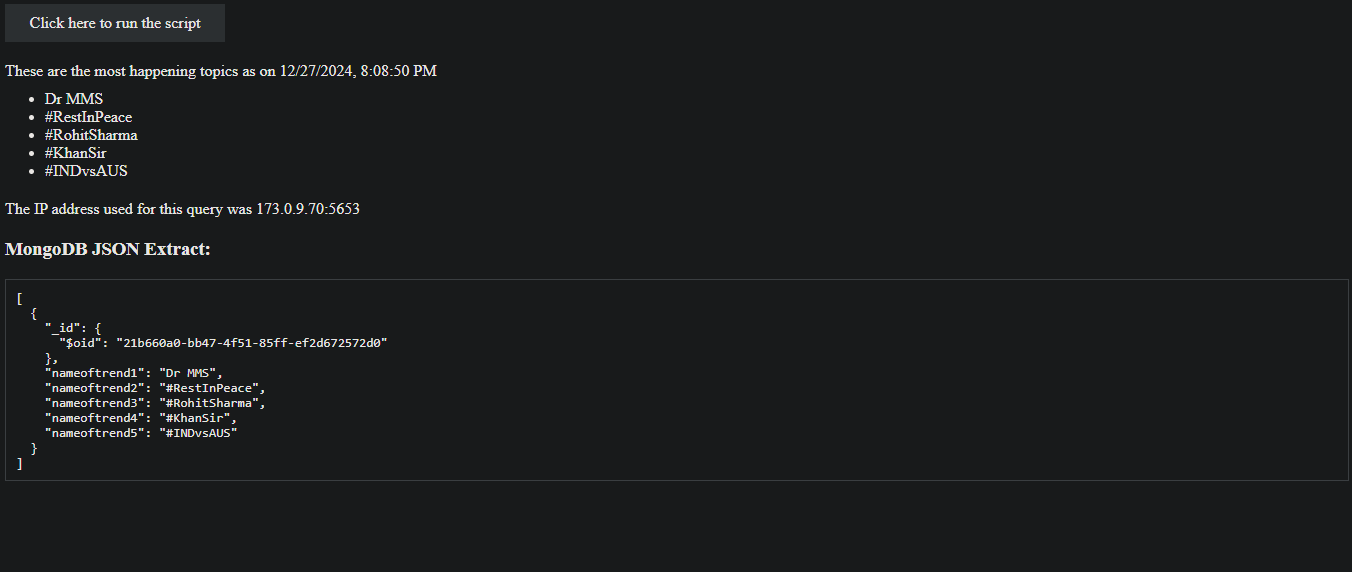 Click here to run the script
These are the most happening topics as on 12/27/2024, 8:08:50 PM
• Dr MMS
• #RestInPeace
• #RohitSharma
• #KhanSir
• #INDvsAUS
The IP address used for this query was 173.0.9.70:5653
MongoDB JSON Extract:
[
  {
    "_id": {
      "$oid": "21b660a0-bb47-4f51-85ff-ef2d672572d0"
    },
    "nameoftrend1": "Dr MMS",
    "nameoftrend2": "#RestInPeace",
    "nameoftrend3": "#RohitSharma",
    "nameoftrend4": "#KhanSir",
    "nameoftrend5": "#INDvsAUS"
  }
]